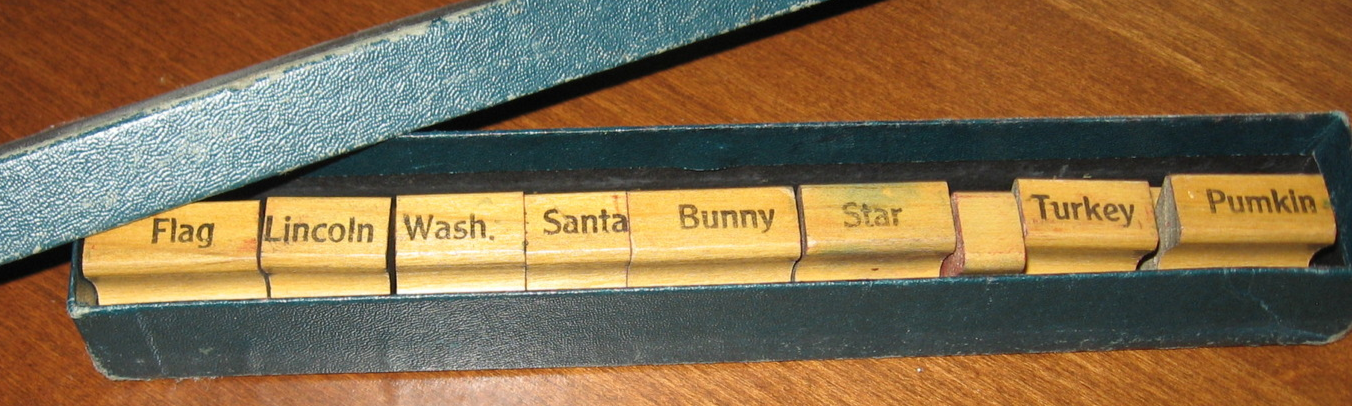 Flag
Lincoln
Wash.
Santa
Bunny
Star
Turkey
Pumkin